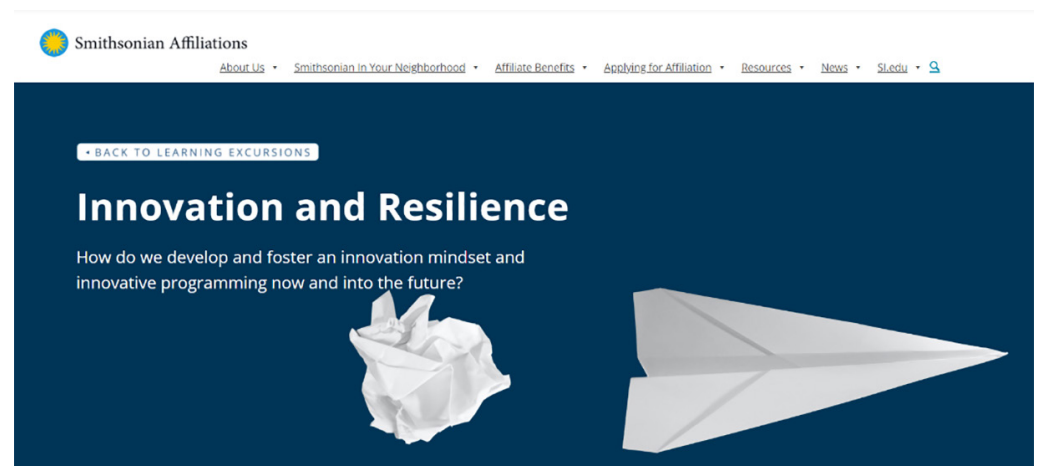 Smithsonian Affiliations
About Us Smithsonian In Your Neighborhood Affiliate Benefits Applying for Affiliation Resources News SI.edu
BACK TO LEARNING EXCURSIONS
Innovation and Resilience
How do we develop and foster an innovation mindset and
innovative programming now and into the future?